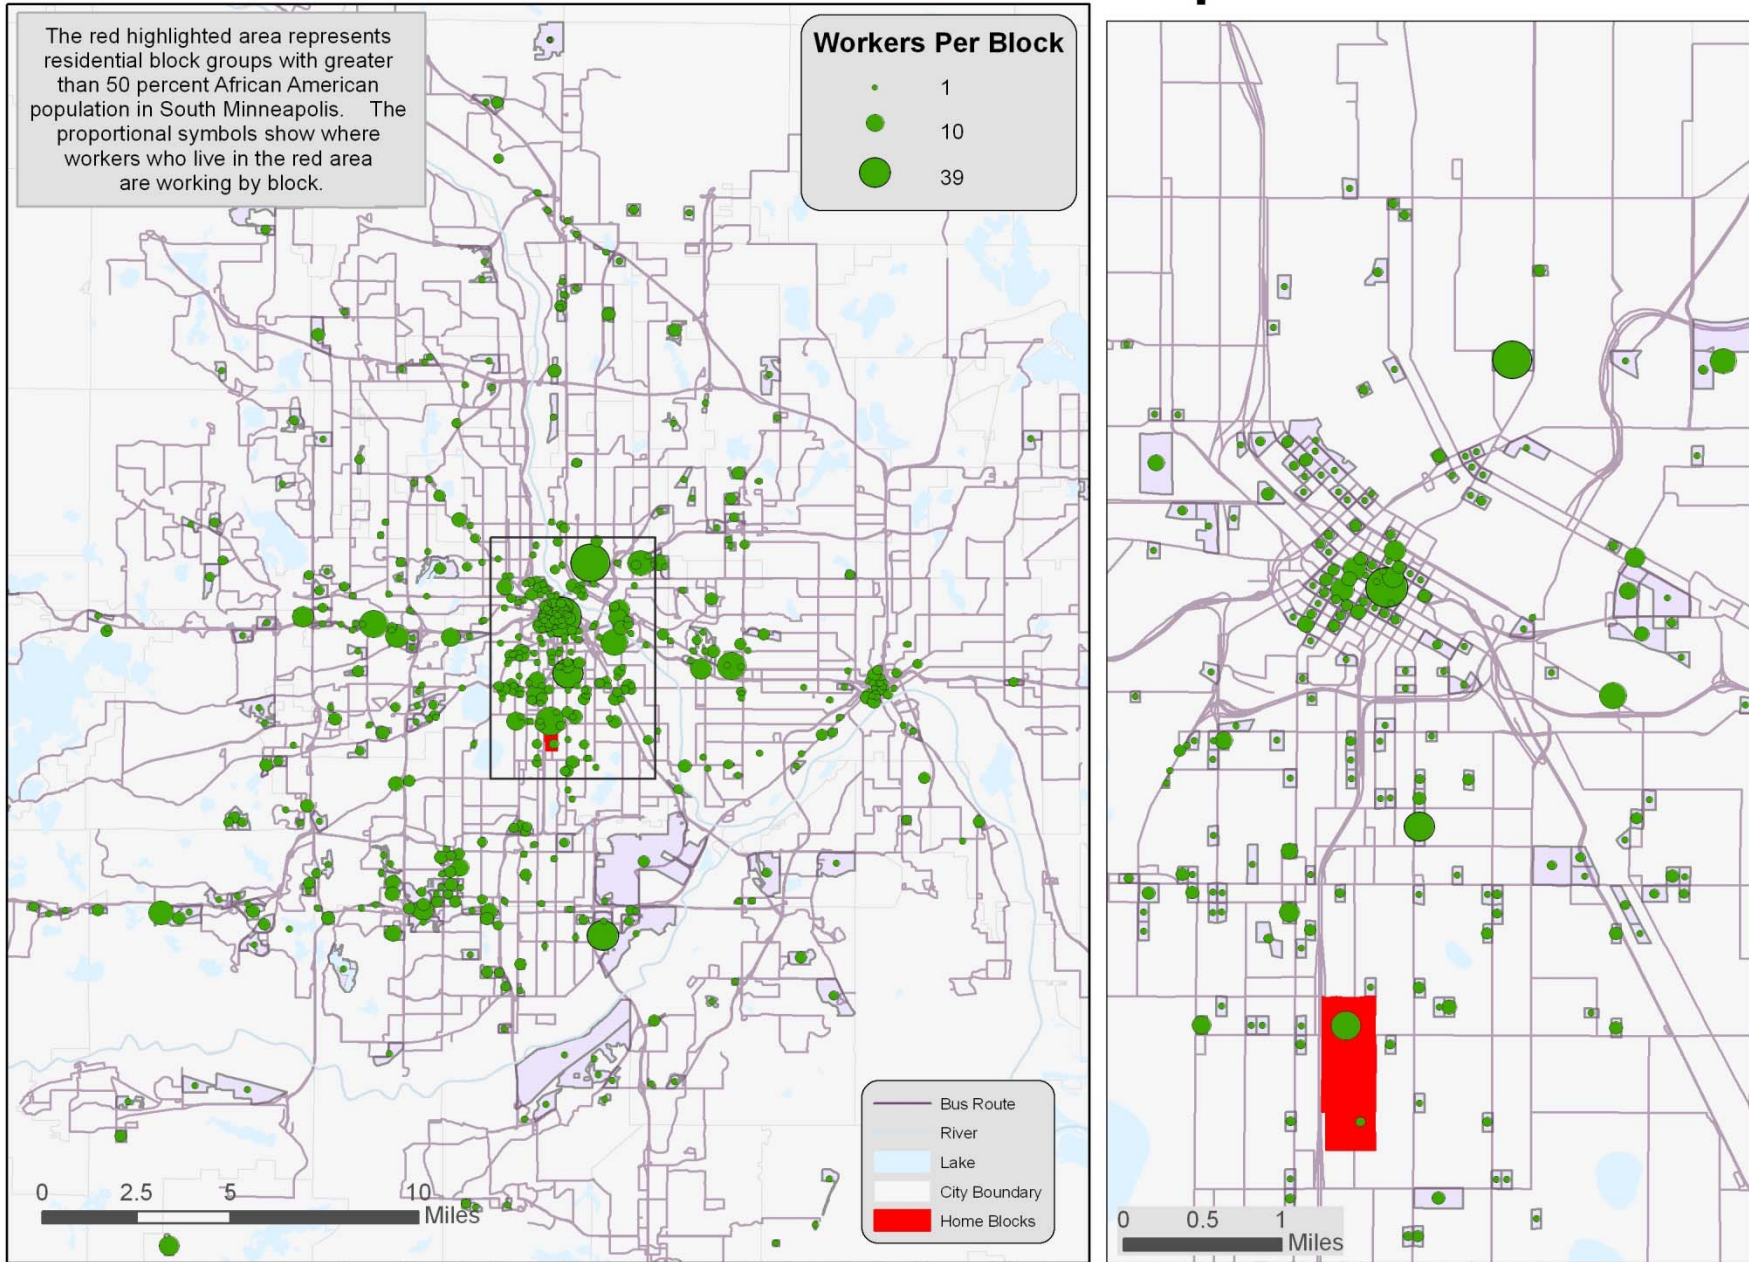 The red highlighted area represents
residential block groups with greater
than 50 percent African American
population in South Minneapolis. The
proportional symbols show where
workers who live in the red area
are working by block.
Workers Per Block
1
10
39
Bus Route
River
Lake
City Boundary
Home Blocks
0 2.5 5 10
Miles
0 0.5 1
Miles